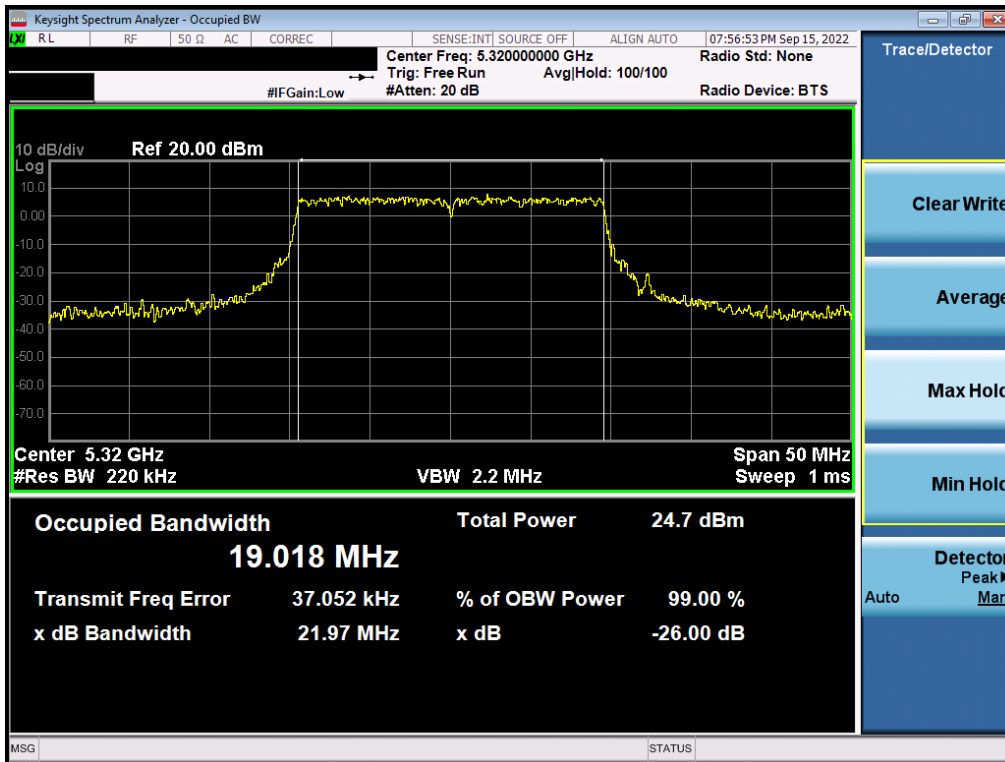 Keysight Spectrum Analyzer - Occupied BW
LXI RL RF 50 Ω AC CORREC SENSE:INT SOURCE OFF ALIGN AUTO 07:56:53 PM Sep 15, 2022
Center Freq: 5.320000000 GHz Radio Std: None
Trig: Free Run Avg|Hold: 100/100
#IFGain:Low #Atten: 20 dB Radio Device: BTS
10 dB/div Ref 20.00 dBm
Log
10.0
0.00
-10.0
-20.0
-30.0
-40.0
-50.0
-60.0
-70.0
Center 5.32 GHz Span 50 MHz
#Res BW 220 kHz VBW 2.2 MHz Sweep 1 ms
Occupied Bandwidth Total Power 24.7 dBm
19.018 MHz
Transmit Freq Error 37.052 kHz % of OBW Power 99.00 %
x dB Bandwidth 21.97 MHz x dB -26.00 dB
MSG STATUS
Trace/Detector
Clear Write
Average
Max Hold
Min Hold
Detector
Peak▶
Auto Man